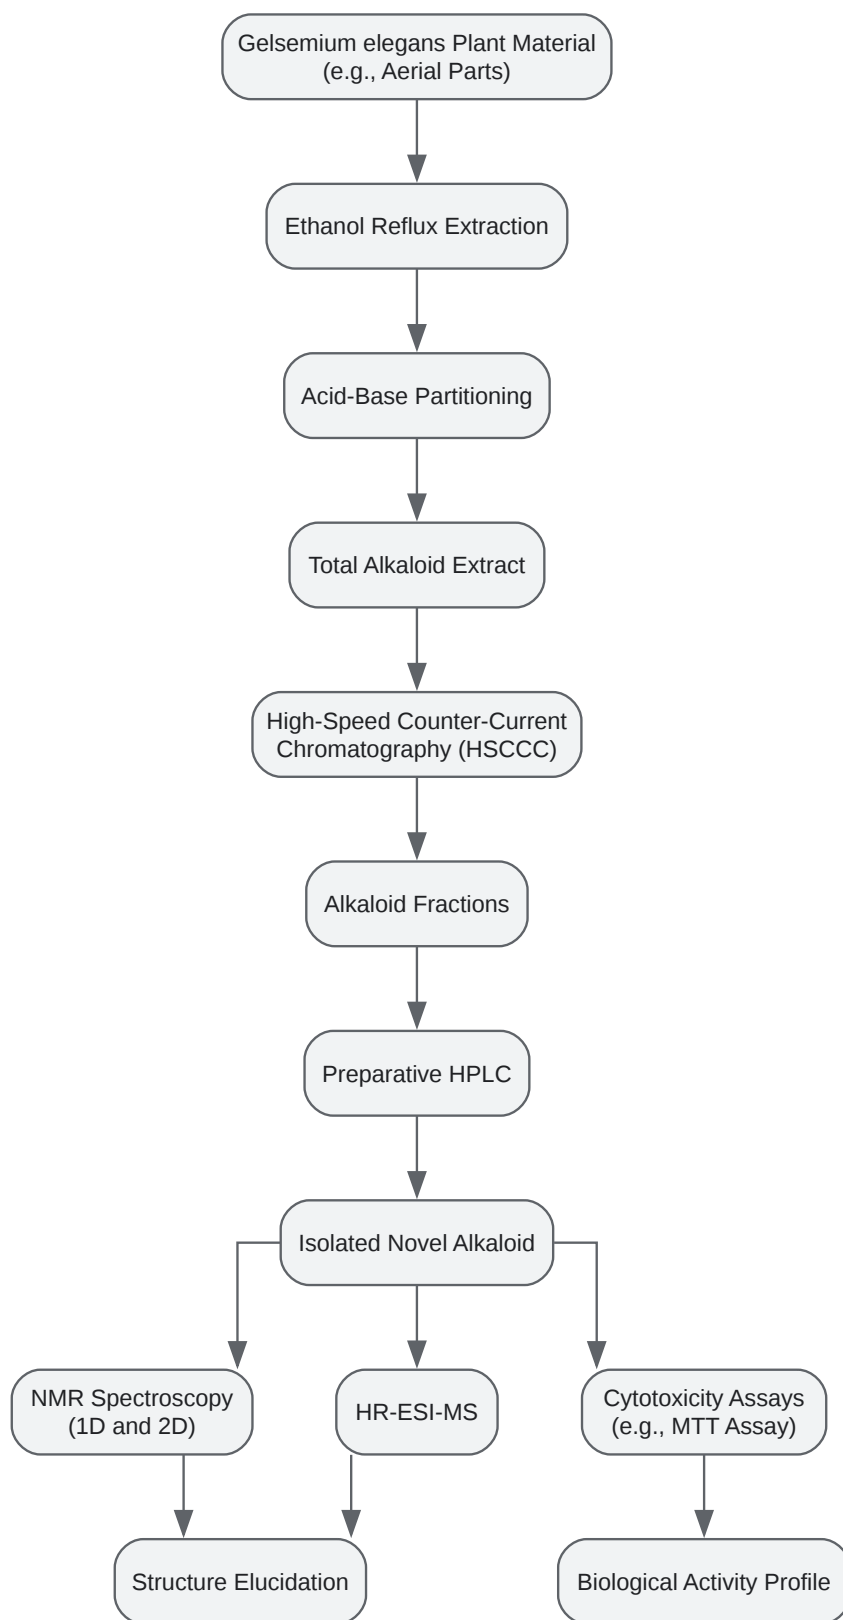 Gelsemium elegans Plant Material
(e.g., Aerial Parts)
Ethanol Reflux Extraction
Acid-Base Partitioning
Total Alkaloid Extract
High-Speed Counter-Current
Chromatography (HSCCC)
Alkaloid Fractions
Preparative HPLC
Isolated Novel Alkaloid
NMR Spectroscopy
(1D and 2D)
HR-ESI-MS
Cytotoxicity Assays
(e.g., MTT Assay)
Structure Elucidation
Biological Activity Profile